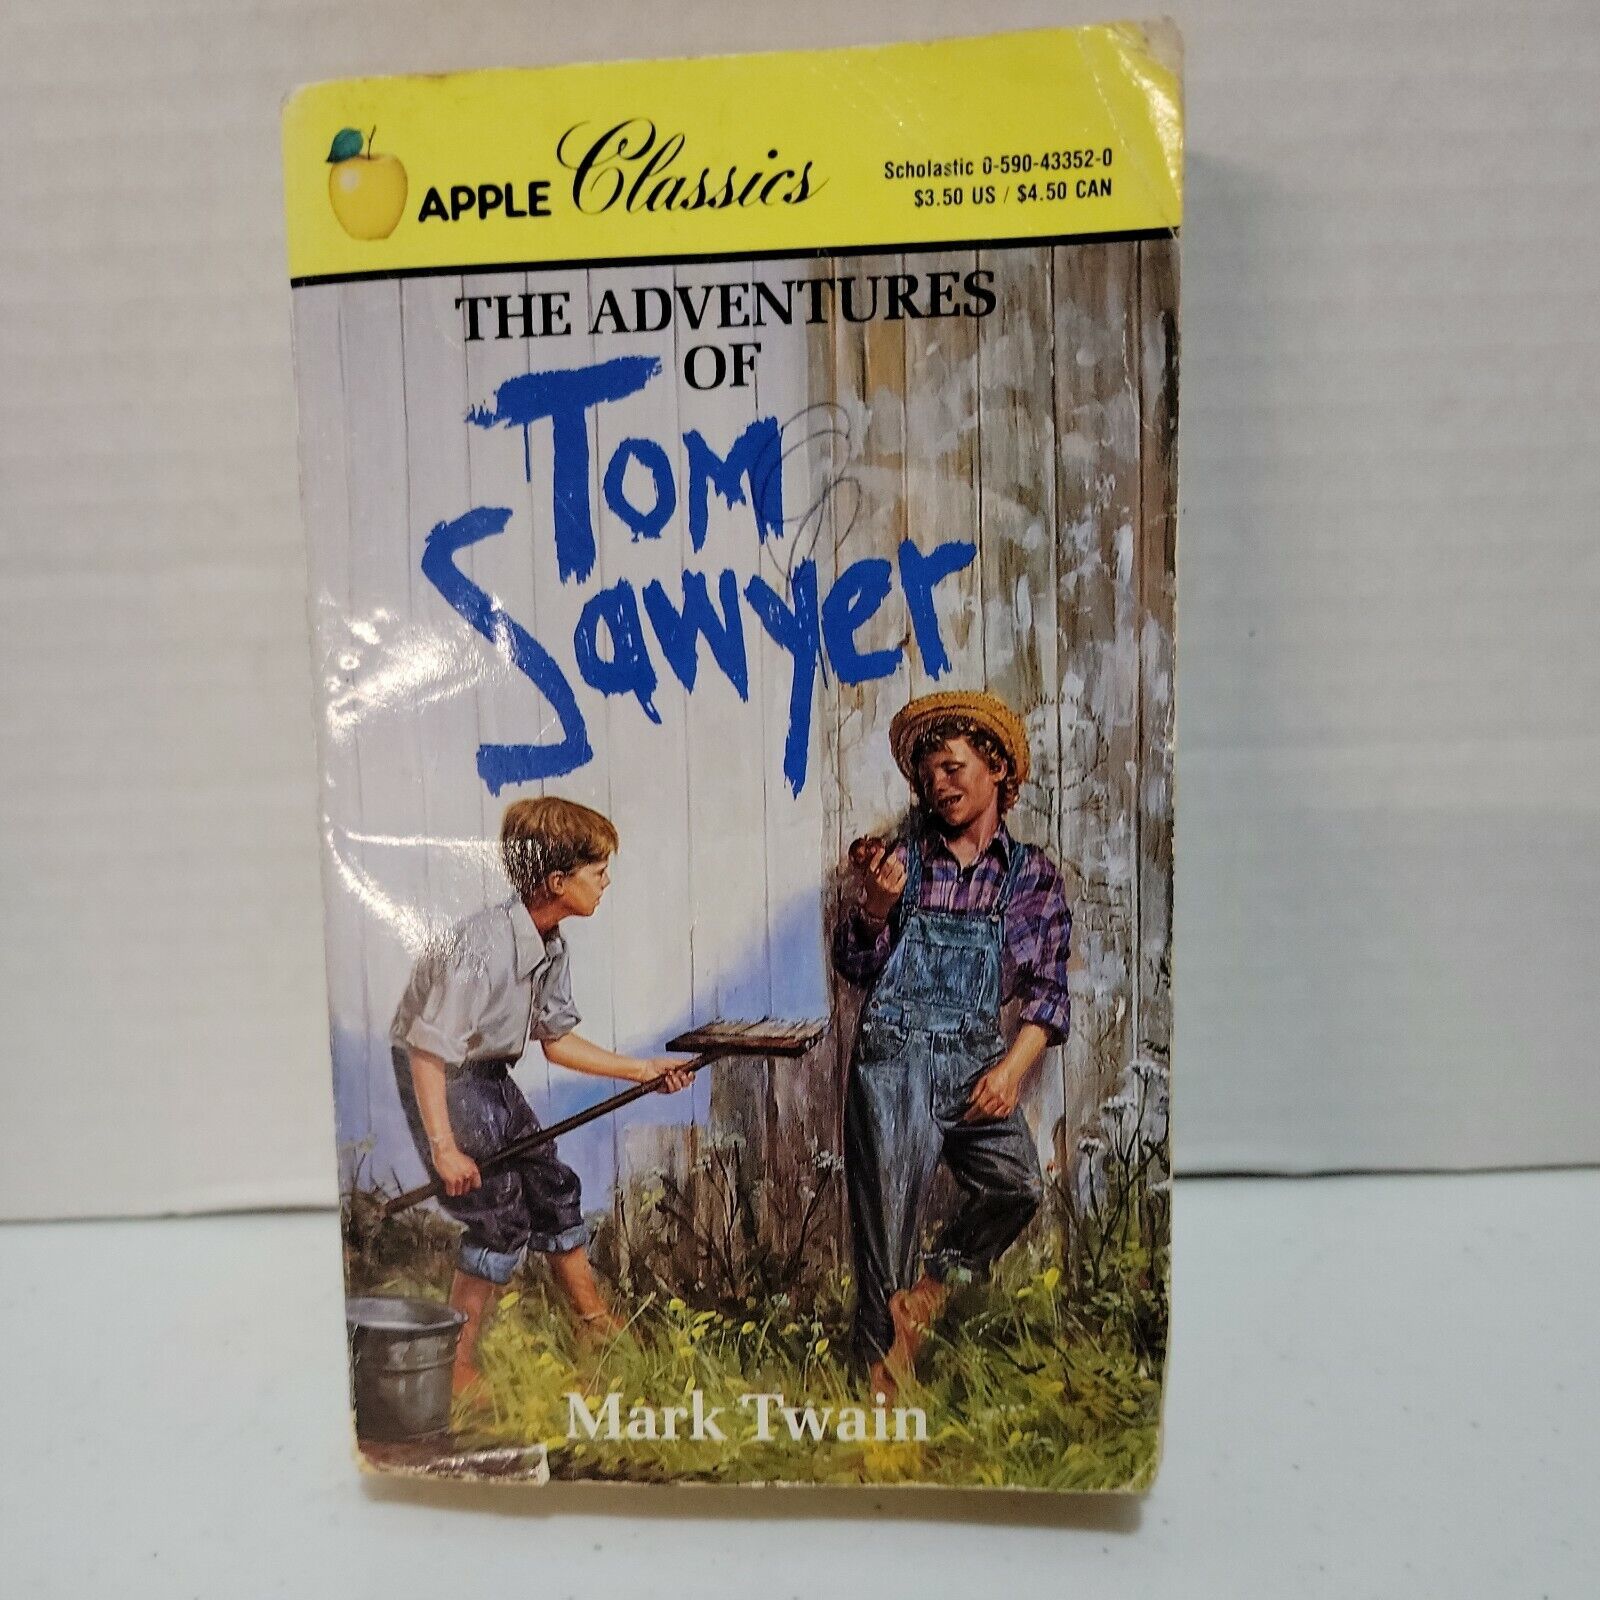 APPLE Classics
Scholastic 0-590-43352-0
$3.50 US / $4.50 CAN
THE ADVENTURES
OF
TOM
Sawyer
Mark Twain